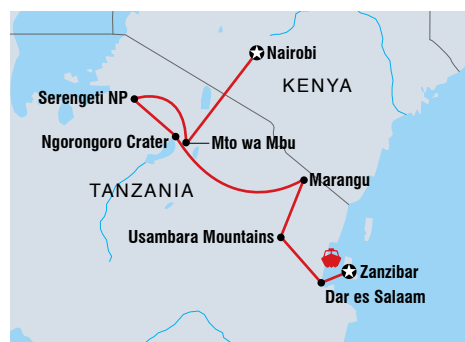 Nairobi
KENYA
Serengeti NP
Ngorongoro Crater
Mto wa Mbu
Marangu
TANZANIA
Usambara Mountains
Zanzibar
Dar es Salaam